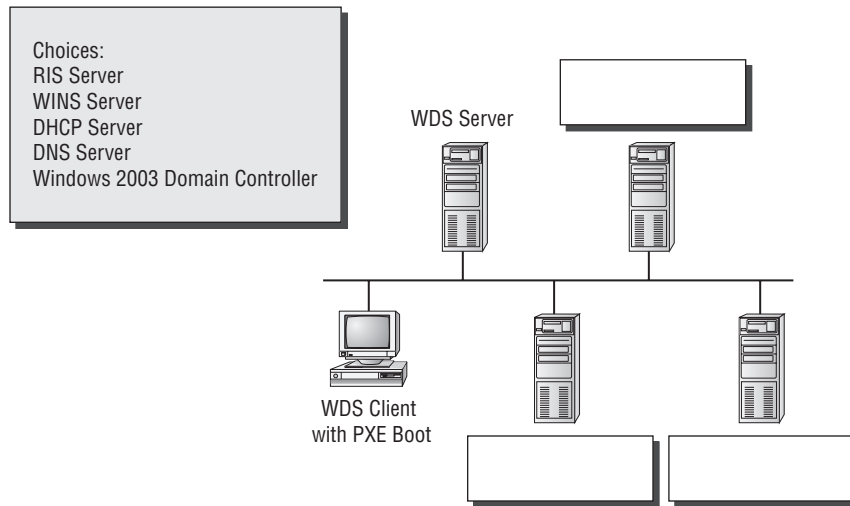 Choices:
RIS Server
WINS Server
DHCP Server
DNS Server
Windows 2003 Domain Controller
WDS Server
WDS Client
with PXE Boot